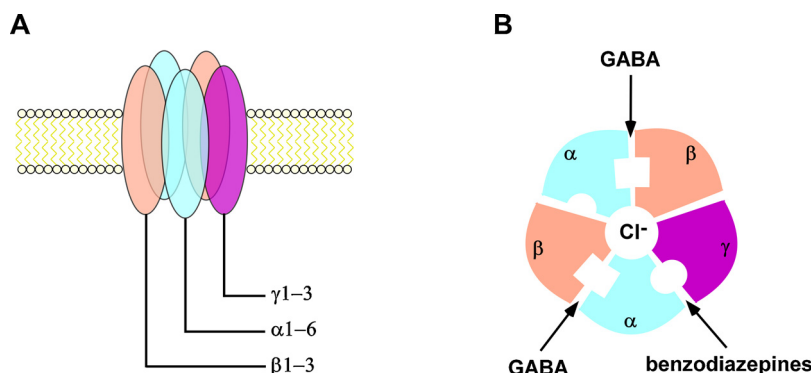 A
γ1–3
α1–6
β1–3
B
GABA
α
β
Cl-
β
γ
α
GABA
benzodiazepines